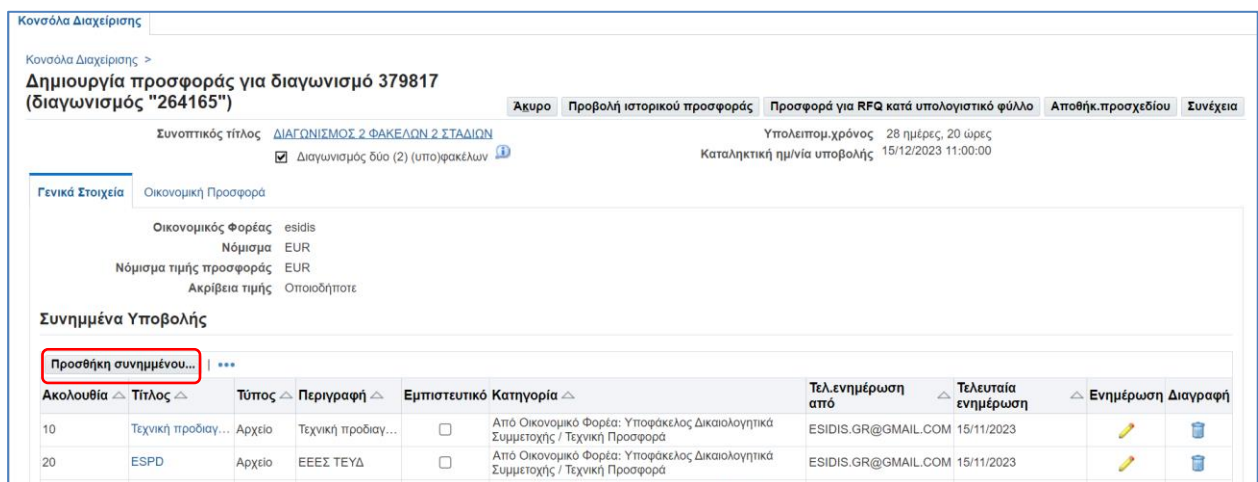 Κονσόλα Διαχείρισης
Κονσόλα Διαχείρισης >
Δημιουργία προσφοράς για διαγωνισμό 379817
(διαγωνισμός "264165")
Άκυρο Προβολή ιστορικού προσφοράς Προσφορά για RFQ κατά υπολογιστικό φύλλο Αποθήκ.προσχεδίου Συνέχεια
Συνοπτικός τίτλος ΔΙΑΓΩΝΙΣΜΟΣ 2 ΦΑΚΕΛΩΝ 2 ΣΤΑΔΙΩΝ Υπολειπομ.χρόνος 28 ημέρες, 20 ώρες
Διαγωνισμός δύο (2) (υπο)φακέλων Καταληκτική ημ/νία υποβολής 15/12/2023 11:00:00
Γενικά Στοιχεία Οικονομική Προσφορά
Οικονομικός Φορέας esidis
Νόμισμα EUR
Νόμισμα τιμής προσφοράς EUR
Ακρίβεια τιμής Οποιοδήποτε
Συνημμένα Υποβολής
Προσθήκη συνημμένου... | •••
Ακολουθία Τίτλος Τύπος Περιγραφή Εμπιστευτικό Κατηγορία Τελ.ενημέρωση από Τελευταία ενημέρωση Ενημέρωση Διαγραφή
10 Τεχνική προδιαγ... Αρχείο Τεχνική προδιαγ... Από Οικονομικό Φορέα: Υποφάκελος Δικαιολογητικά Συμμετοχής / Τεχνική Προσφορά ESIDIS.GR@GMAIL.COM 15/11/2023
20 ESPD Αρχείο ΕΕΕΣ ΤΕΥΔ Από Οικονομικό Φορέα: Υποφάκελος Δικαιολογητικά Συμμετοχής / Τεχνική Προσφορά ESIDIS.GR@GMAIL.COM 15/11/2023